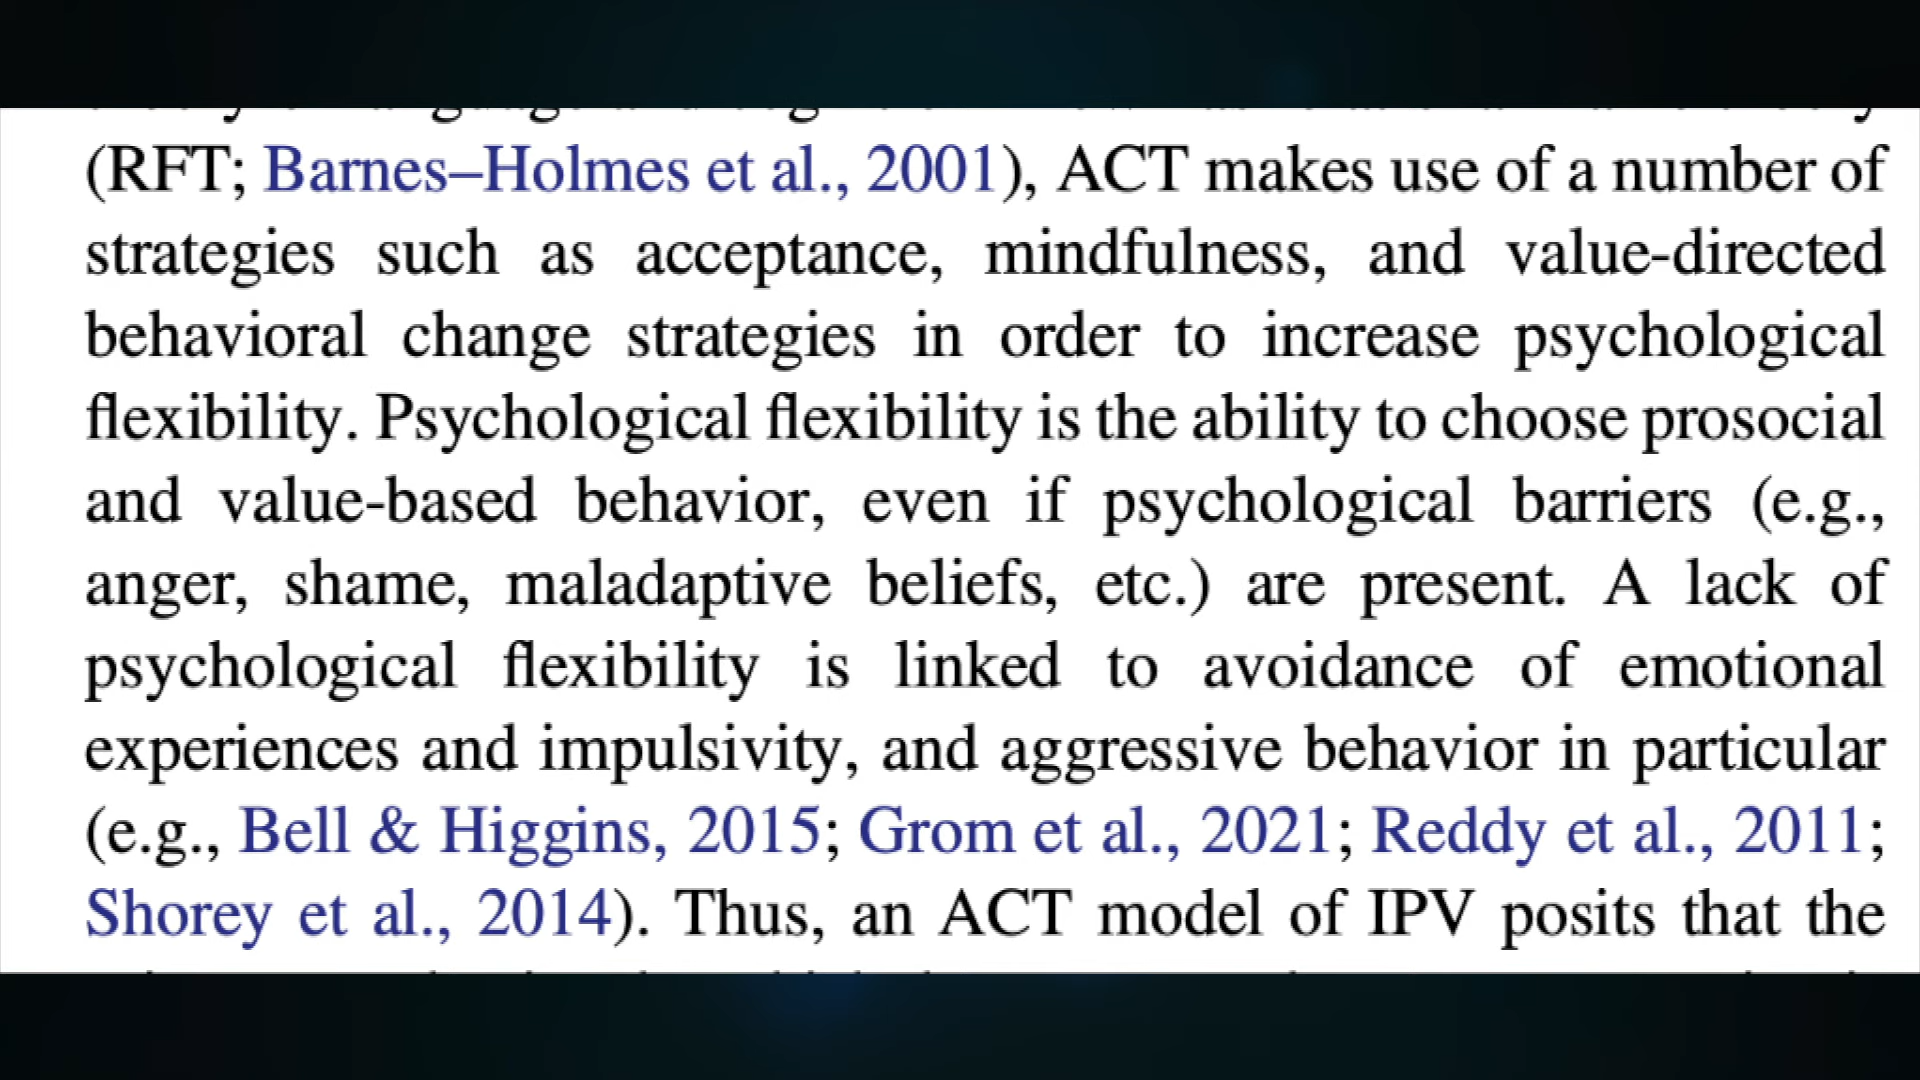 (RFT; Barnes–Holmes et al., 2001), ACT makes use of a number of
strategies such as acceptance, mindfulness, and value-directed
behavioral change strategies in order to increase psychological
flexibility. Psychological flexibility is the ability to choose prosocial
and value-based behavior, even if psychological barriers (e.g.,
anger, shame, maladaptive beliefs, etc.) are present. A lack of
psychological flexibility is linked to avoidance of emotional
experiences and impulsivity, and aggressive behavior in particular
(e.g., Bell & Higgins, 2015; Grom et al., 2021; Reddy et al., 2011;
Shorey et al., 2014). Thus, an ACT model of IPV posits that the